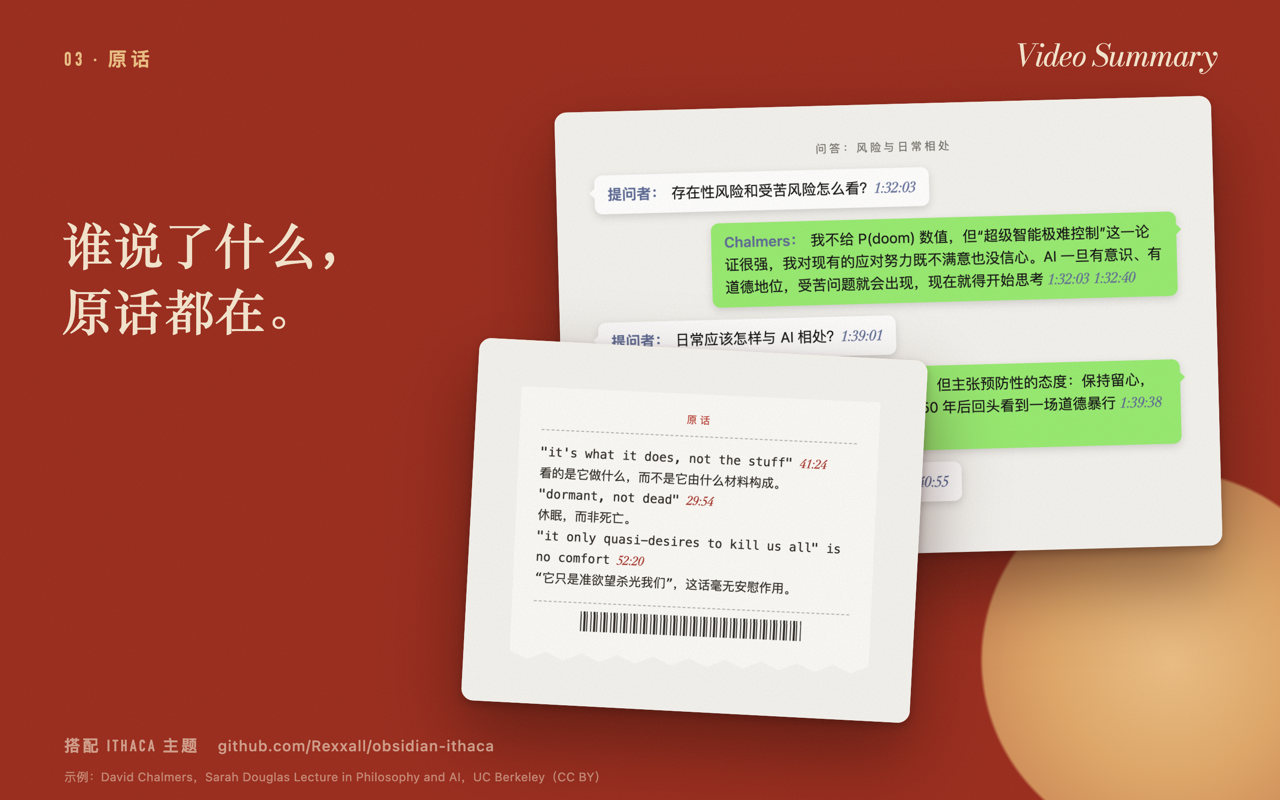 03 · 原话
Video Summary
谁说了什么，
原话都在。
问答：风险与日常相处
提问者： 存在性风险和受苦风险怎么看？ 1:32:03
Chalmers： 我不给 P(doom) 数值，但“超级智能极难控制”这一论
证很强，我对现有的应对努力既不满意也没信心。AI 一旦有意识、有
道德地位，受苦问题就会出现，现在就得开始思考 1:32:03 1:32:40
提问者： 日常应该怎样与 AI 相处？ 1:39:01
但主张预防性的态度：保持留心，
50 年后回头看到一场道德暴行 1:39:38
40:55
原话
"it's what it does, not the stuff" 41:24
看的是它做什么，而不是它由什么材料构成。
"dormant, not dead" 29:54
休眠，而非死亡。
"it only quasi-desires to kill us all" is
no comfort 52:20
“它只是准欲望杀光我们”，这话毫无安慰作用。
搭配 ITHACA 主题 github.com/Rexxall/obsidian-ithaca
示例：David Chalmers，Sarah Douglas Lecture in Philosophy and AI，UC Berkeley（CC BY）